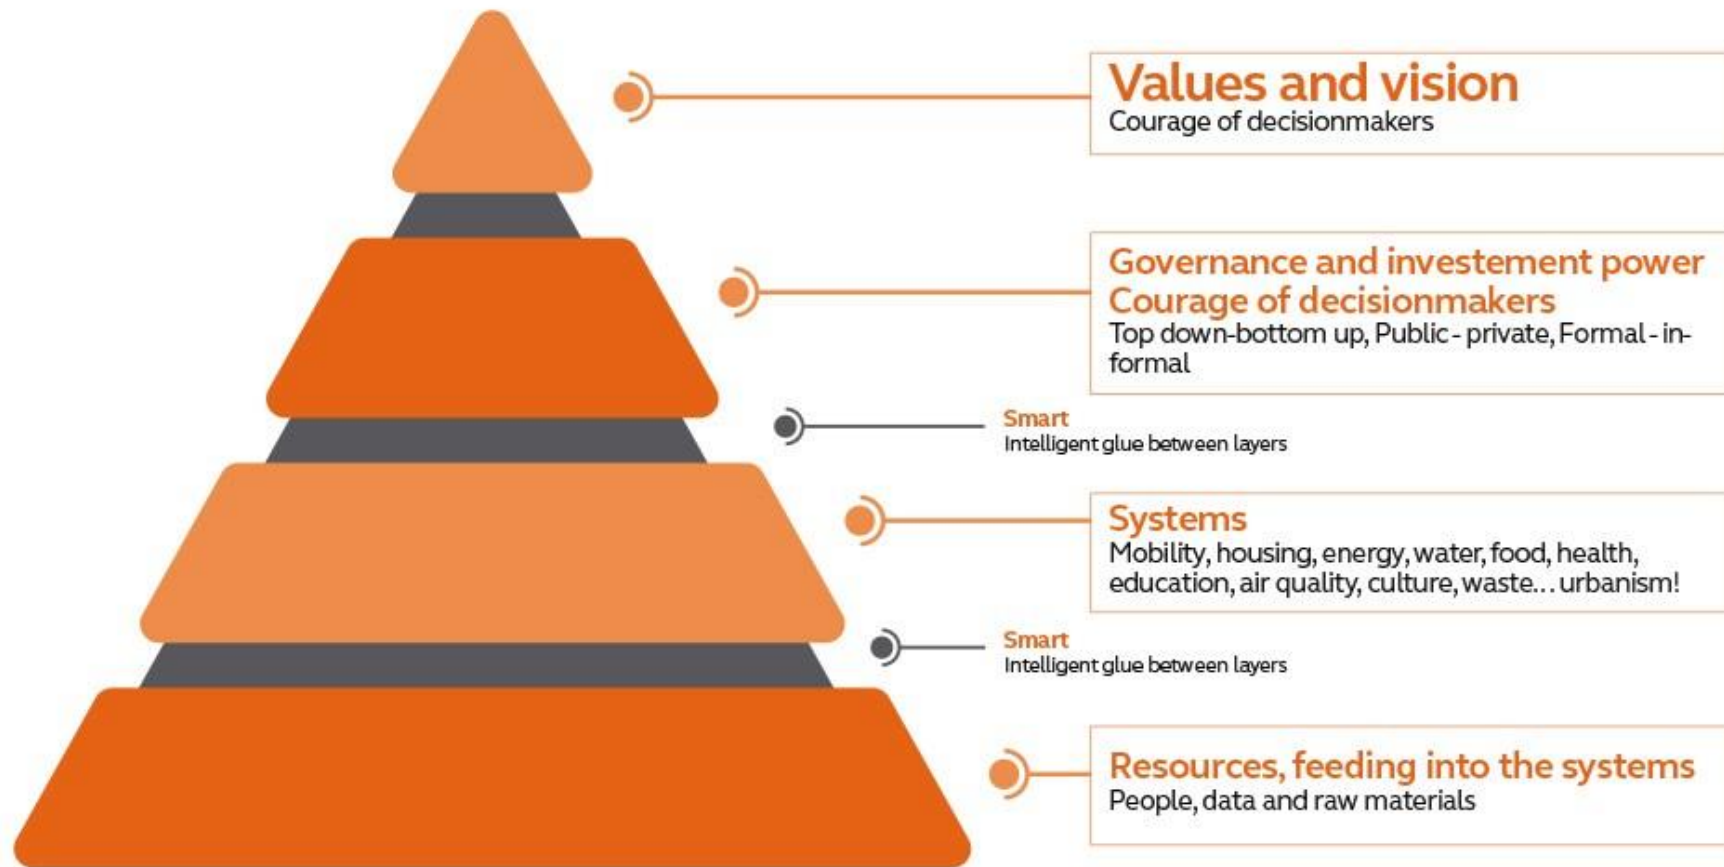 Values and vision
Courage of decisionmakers
Governance and investement power
Courage of decisionmakers
Top down-bottom up, Public - private, Formal - in-
formal
Smart
Intelligent glue between layers
Systems
Mobility, housing, energy, water, food, health,
education, air quality, culture, waste... urbanism!
Smart
Intelligent glue between layers
Resources, feeding into the systems
People, data and raw materials